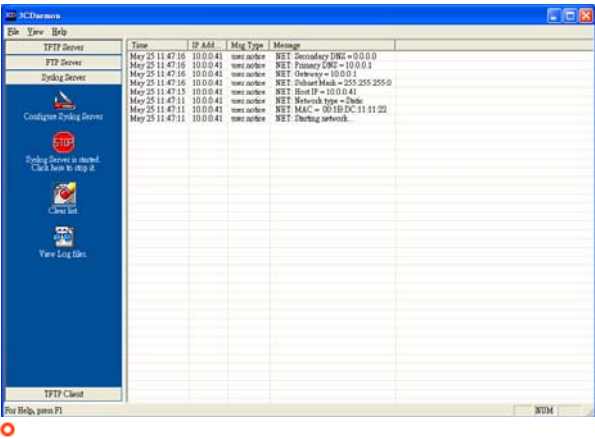 3CDaemon
File View Help
TFTP Server
FTP Server
Syslog Server
Configure Syslog Server
STOP
Syslog Server is started.
Click here to stop it.
Clear list.
View Log files.
TFTP Client
Time IP Add... Msg Type Message
May 25 11:47:16 10.0.0.41 user.notice NET: Secondary DNS = 0.0.0.0
May 25 11:47:16 10.0.0.41 user.notice NET: Primary DNS = 10.0.0.1
May 25 11:47:16 10.0.0.41 user.notice NET: Gateway = 10.0.0.1
May 25 11:47:16 10.0.0.41 user.notice NET: Subnet Mask = 255.255.255.0
May 25 11:47:15 10.0.0.41 user.notice NET: Host IP = 10.0.0.41
May 25 11:47:11 10.0.0.41 user.notice NET: Network type = Static
May 25 11:47:11 10.0.0.41 user.notice NET: MAC = 00:1B:DC:11:11:22
May 25 11:47:11 10.0.0.41 user.notice NET: Starting network...
For Help, press F1
NUM